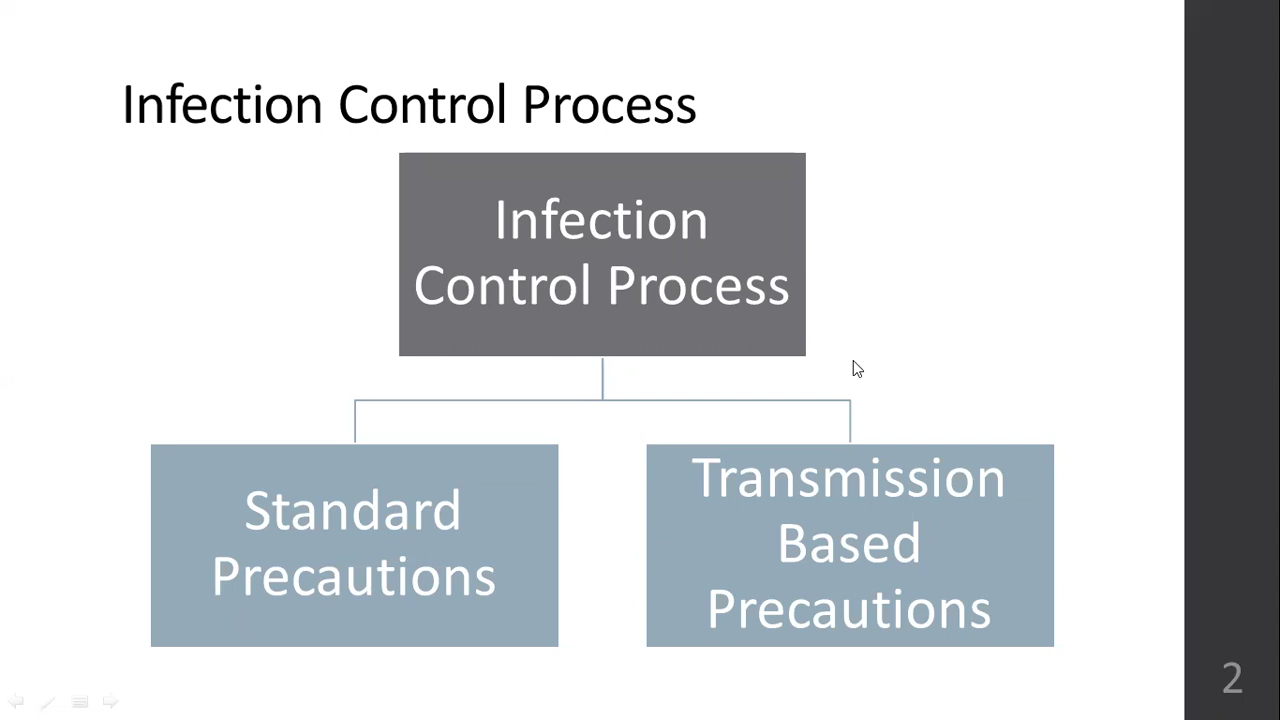 Infection Control Process
Infection
Control Process
Standard
Precautions
Transmission
Based
Precautions
2